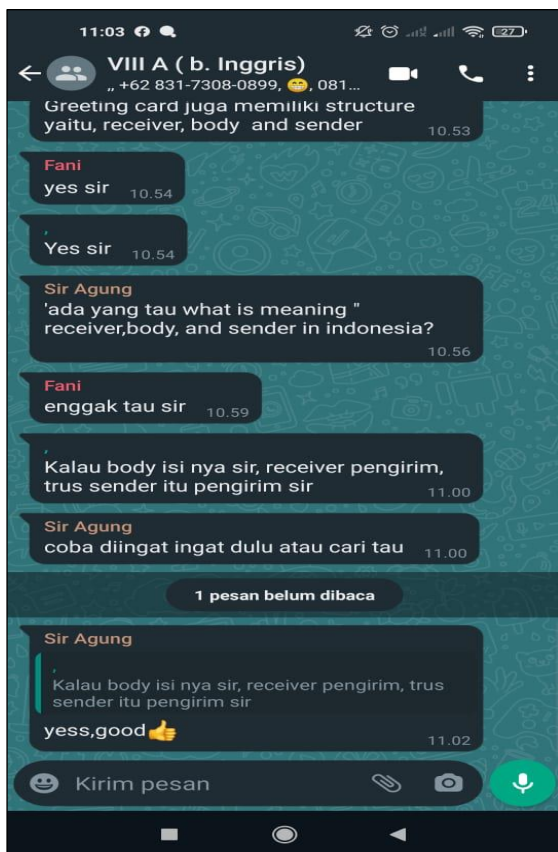 11:03
27
VIII A ( b. Inggris)
,, +62 831-7308-0899, 😁, 081...
Greeting card juga memiliki structure
yaitu, receiver, body and sender
10.53
Fani
yes sir 10.54
,
Yes sir 10.54
Sir Agung
'ada yang tau what is meaning "
receiver,body, and sender in indonesia?
10.56
Fani
enggak tau sir 10.59
,
Kalau body isi nya sir, receiver pengirim,
trus sender itu pengirim sir 11.00
Sir Agung
coba diingat ingat dulu atau cari tau 11.00
1 pesan belum dibaca
Sir Agung
,
Kalau body isi nya sir, receiver pengirim, trus
sender itu pengirim sir
yess,good👍
11.02
Kirim pesan